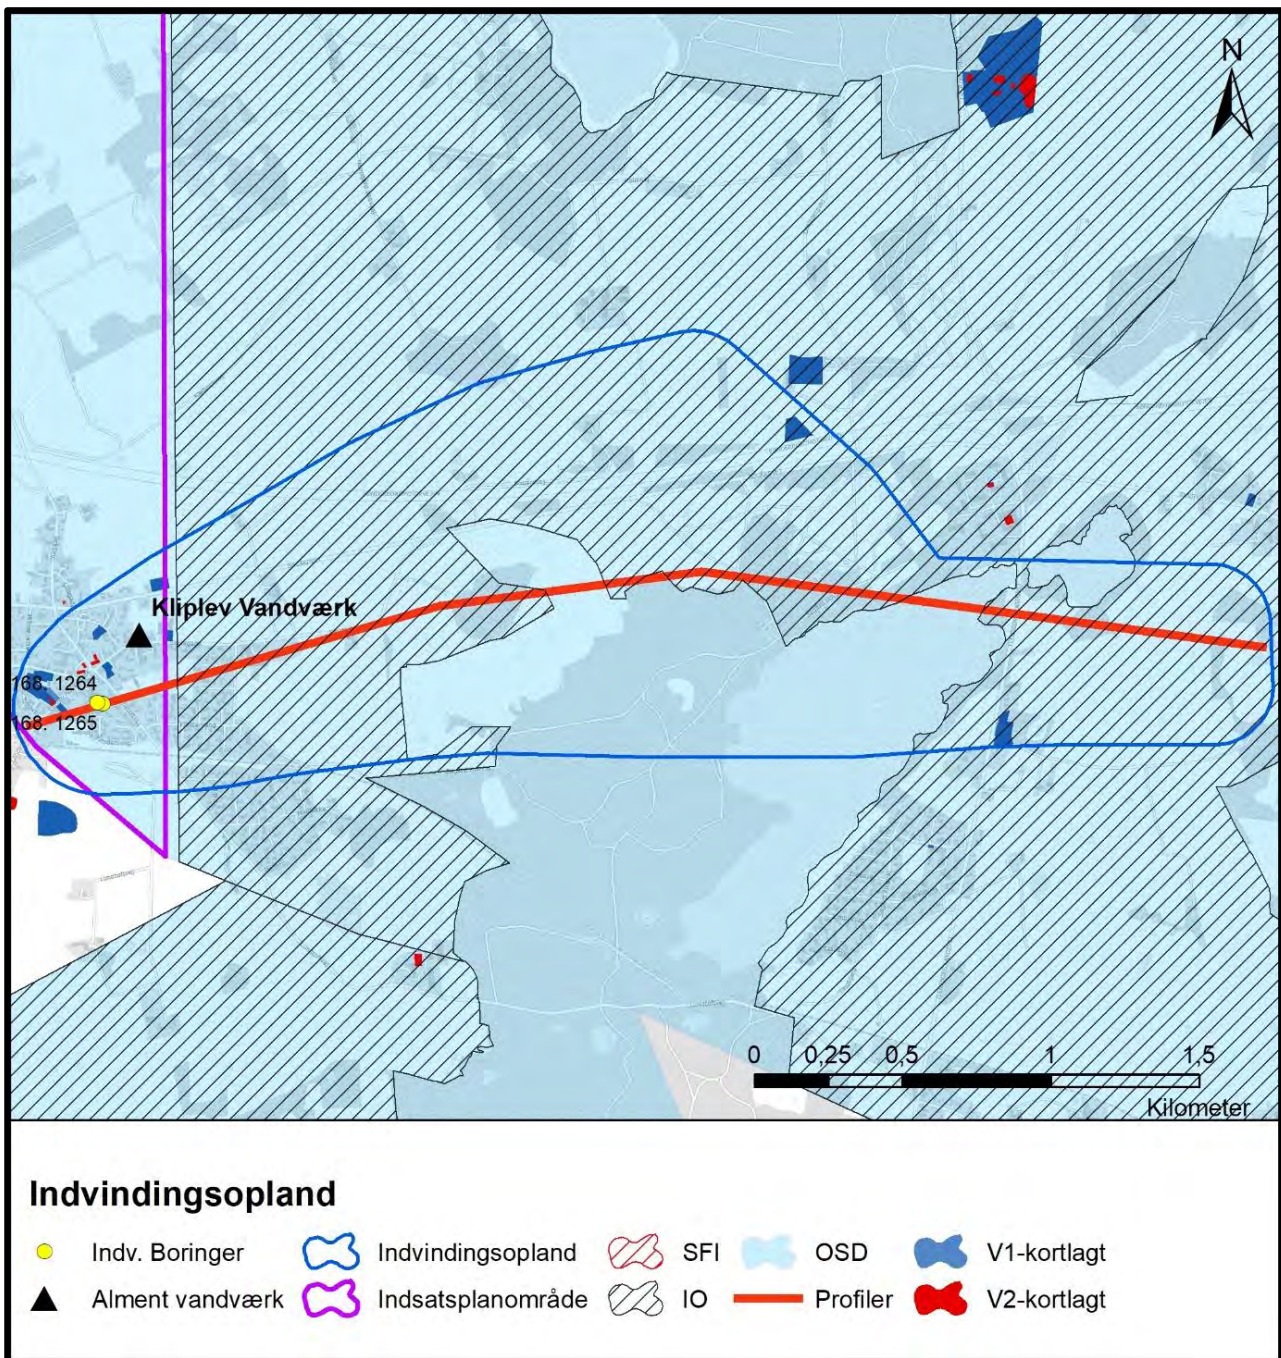 N
Kliplev Vandværk
168. 1264
168. 1265
0 0,25 0,5 1 1,5
Kilometer
Indvindingsopland
Indv. Boringer
Indvindingsopland
SFI
OSD
V1-kortlagt
Alment vandværk
Indsatsplanområde
IO
Profiler
V2-kortlagt